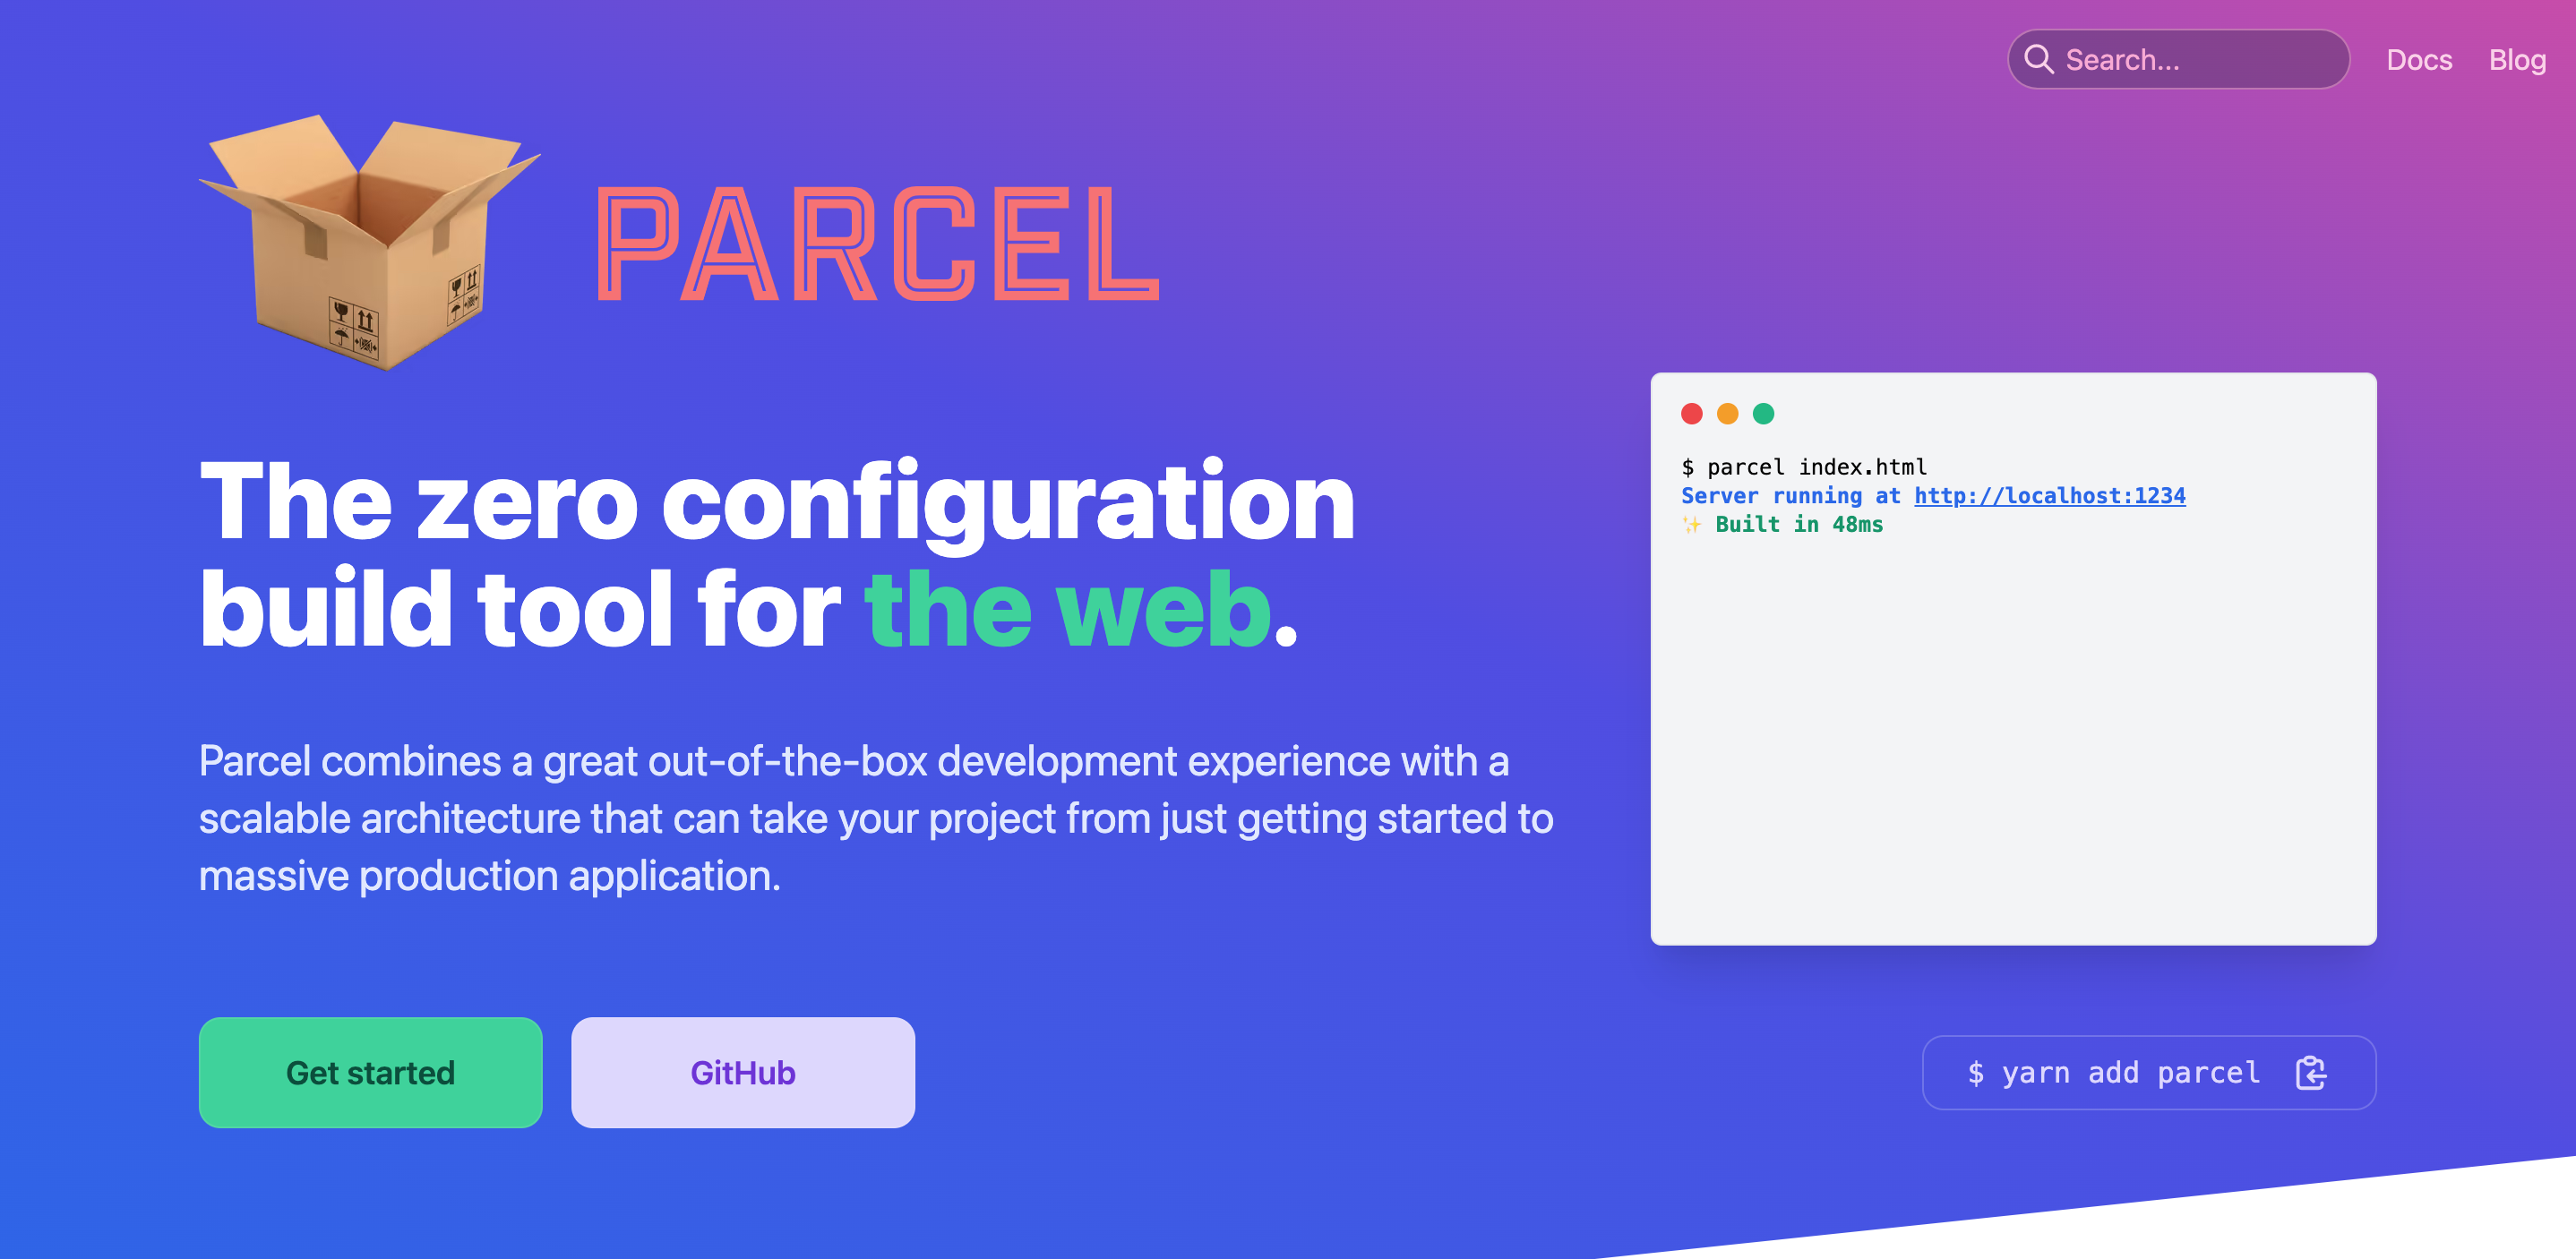 Search...
Docs
Blog
PARCEL
The zero configuration
build tool for the web.
Parcel combines a great out-of-the-box development experience with a
scalable architecture that can take your project from just getting started to
massive production application.
Get started
GitHub
$ parcel index.html
Server running at http://localhost:1234
✨ Built in 48ms
$ yarn add parcel